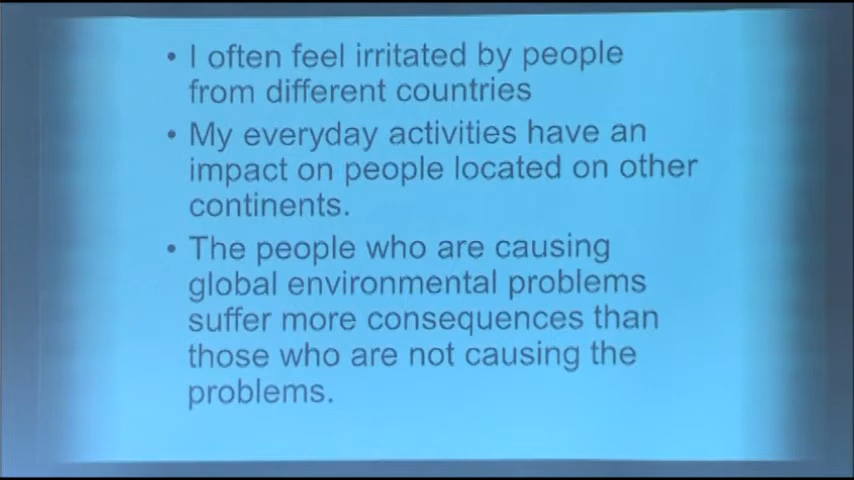 • I often feel irritated by people
from different countries
• My everyday activities have an
impact on people located on other
continents.
• The people who are causing
global environmental problems
suffer more consequences than
those who are not causing the
problems.